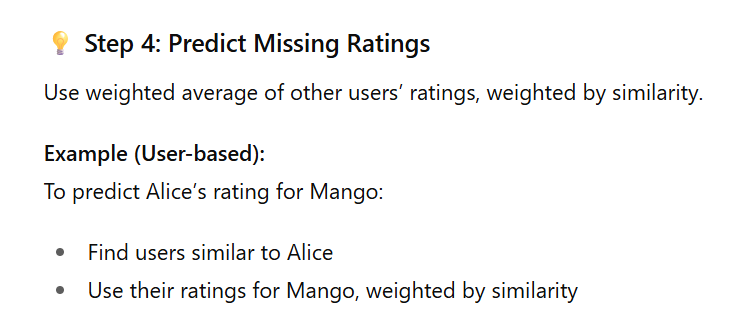 💡 Step 4: Predict Missing Ratings
Use weighted average of other users’ ratings, weighted by similarity.
Example (User-based):
To predict Alice’s rating for Mango:
• Find users similar to Alice
• Use their ratings for Mango, weighted by similarity